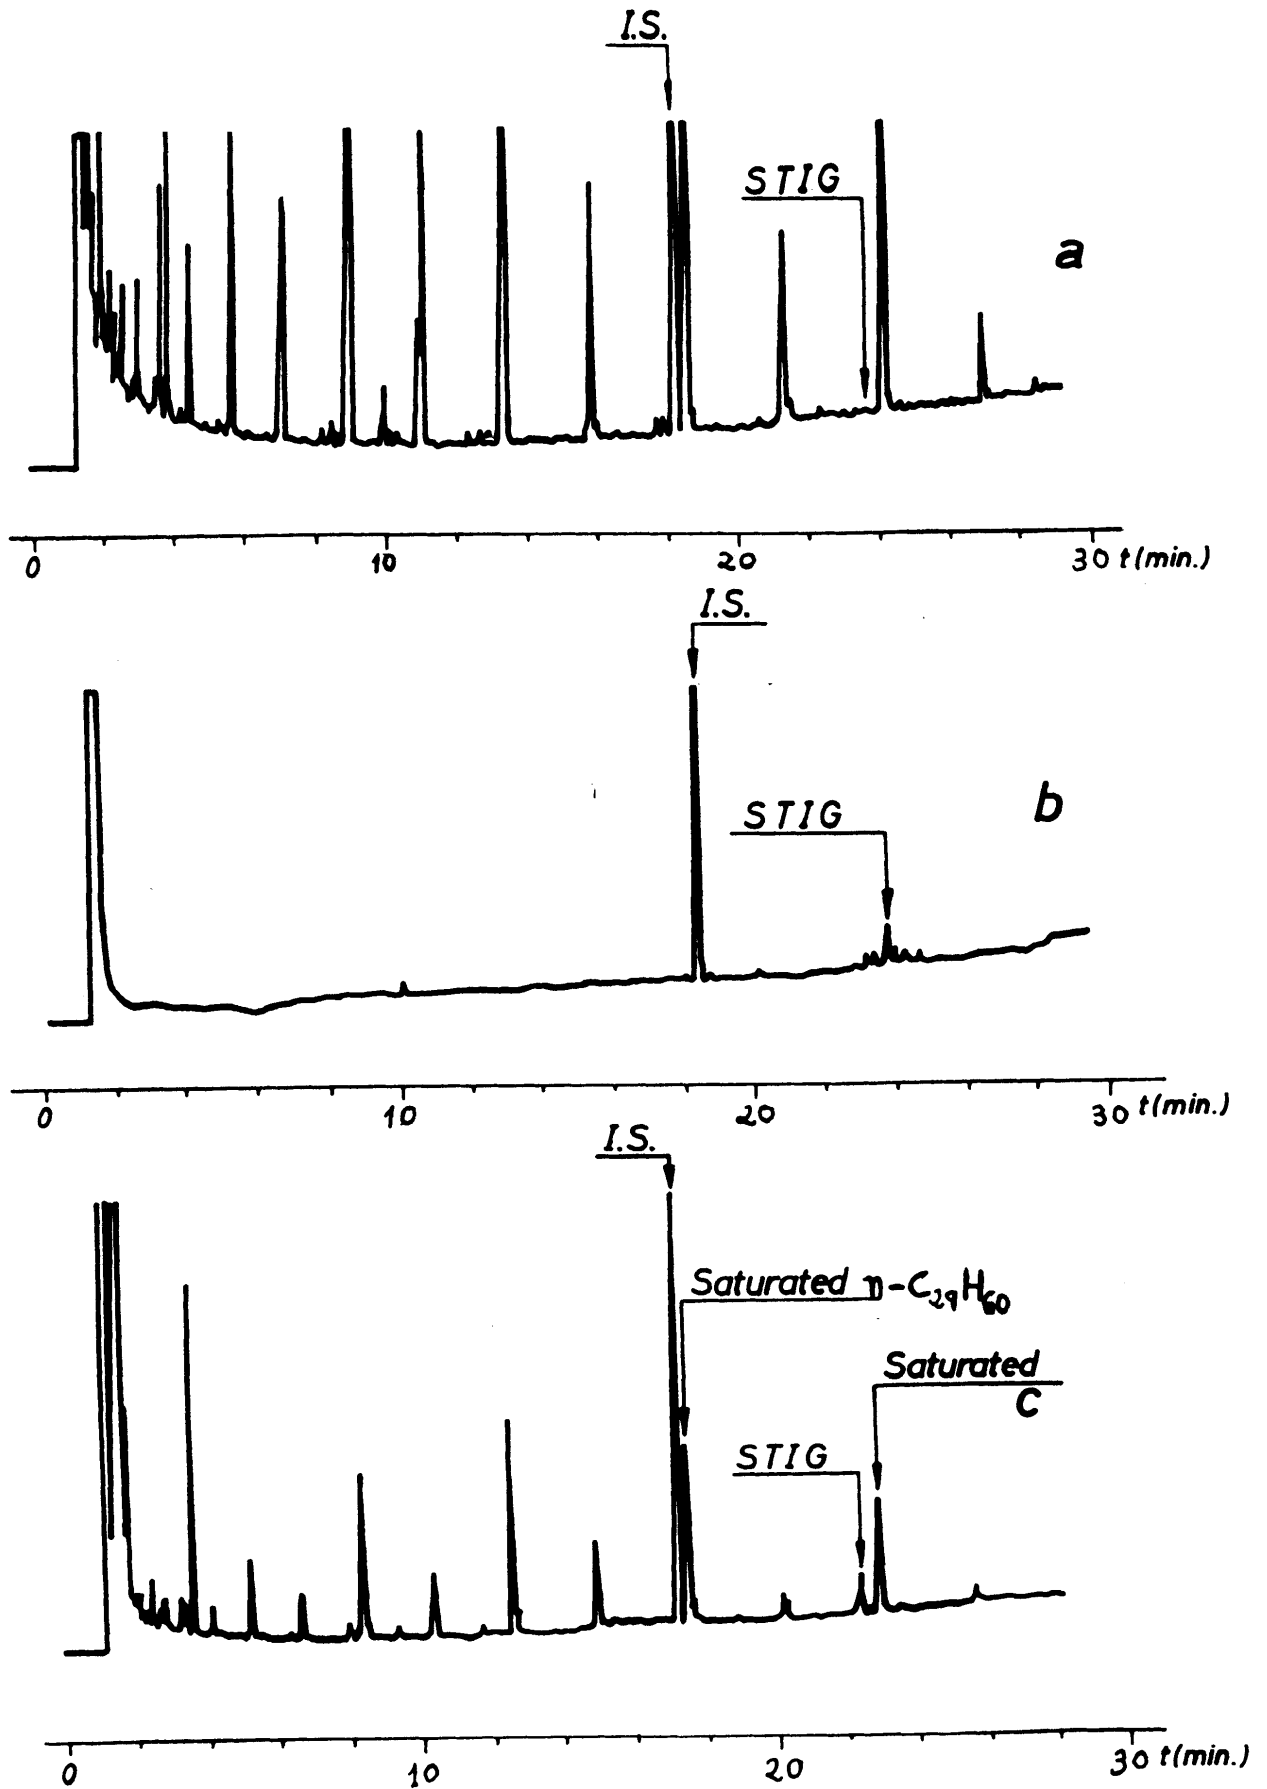 I.S.
STIG
a
0 10 20 30 t(min.)
I.S.
STIG
b
0 10 20 30 t(min.)
I.S.
Saturated n-C29H60
Saturated
C
STIG
0 10 20 30 t(min.)